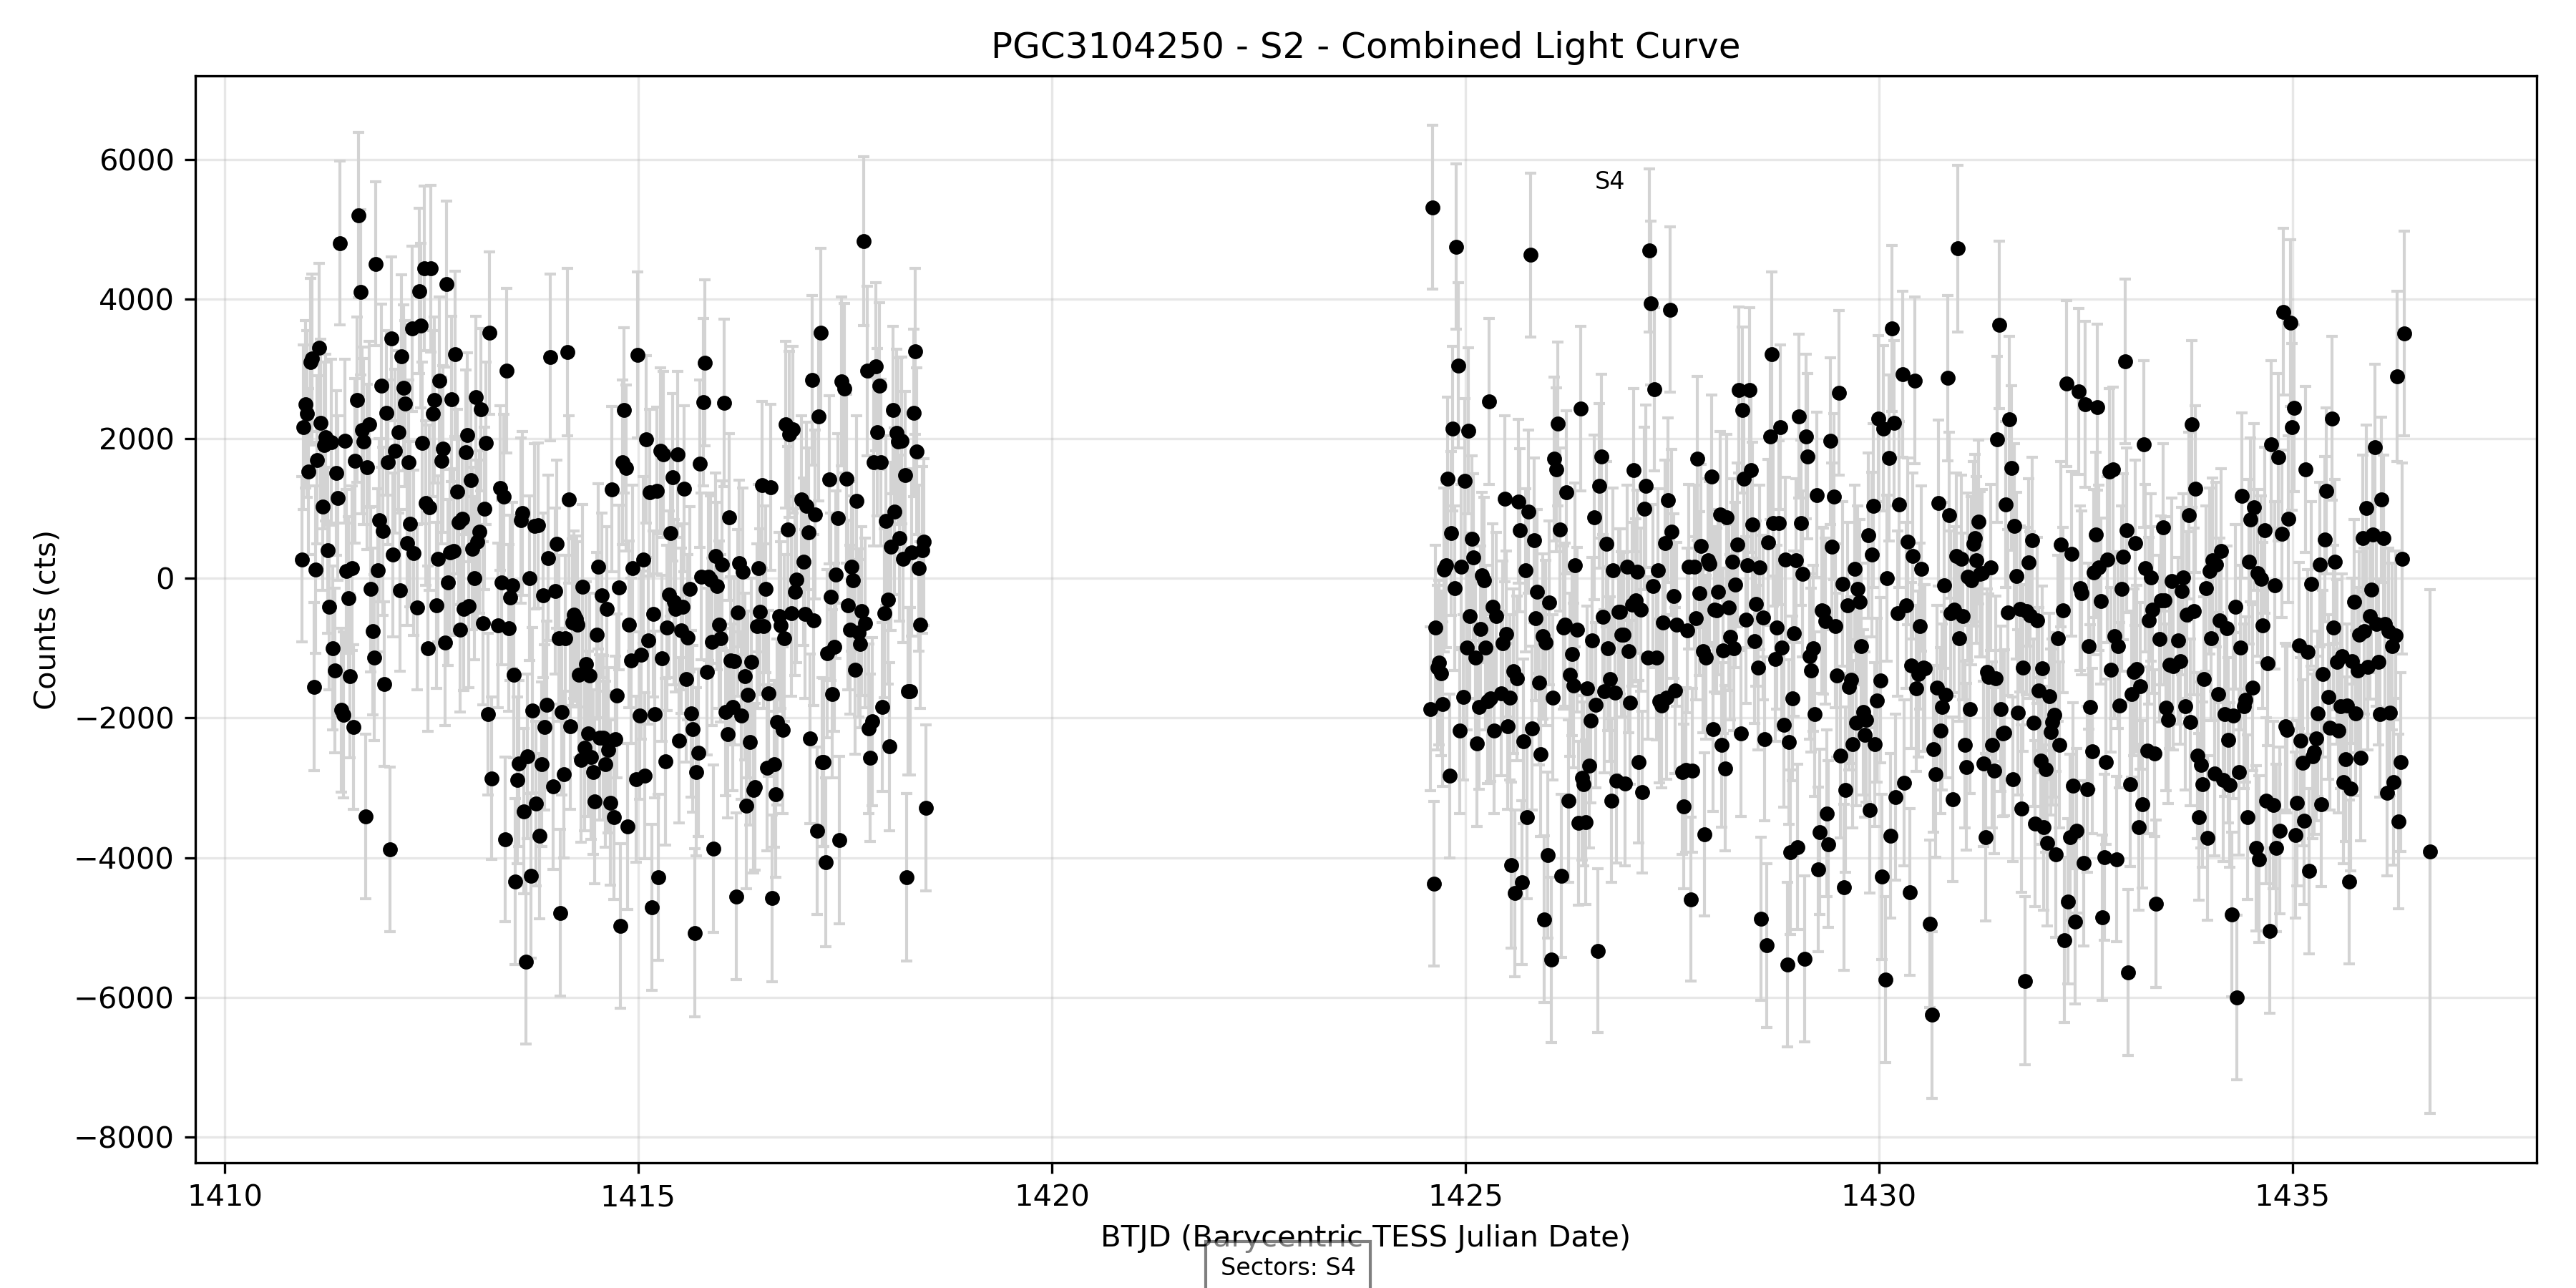 PGC3104250 - S2 - Combined Light Curve
6000
4000
2000
0
−2000
−4000
−6000
−8000
Counts (cts)
S4
1410
1415
1420
1425
1430
1435
BTJD (Barycentric TESS Julian Date)
Sectors: S4